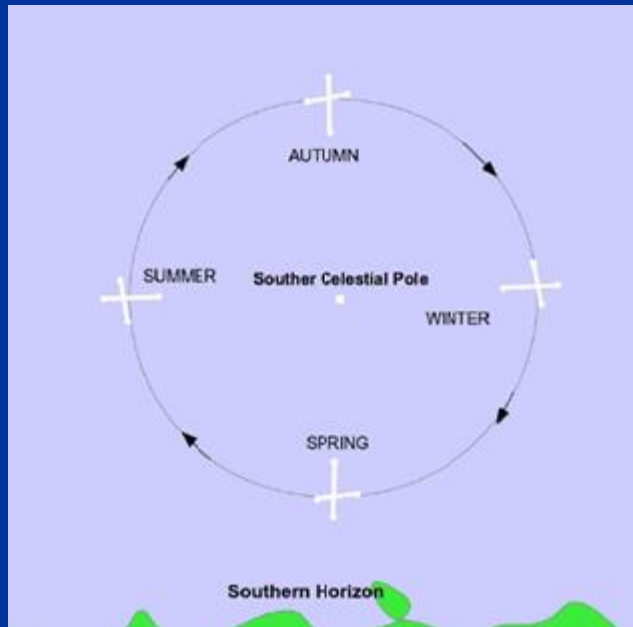 AUTUMN
SUMMER
Souther Celestial Pole
WINTER
SPRING
Southern Horizon